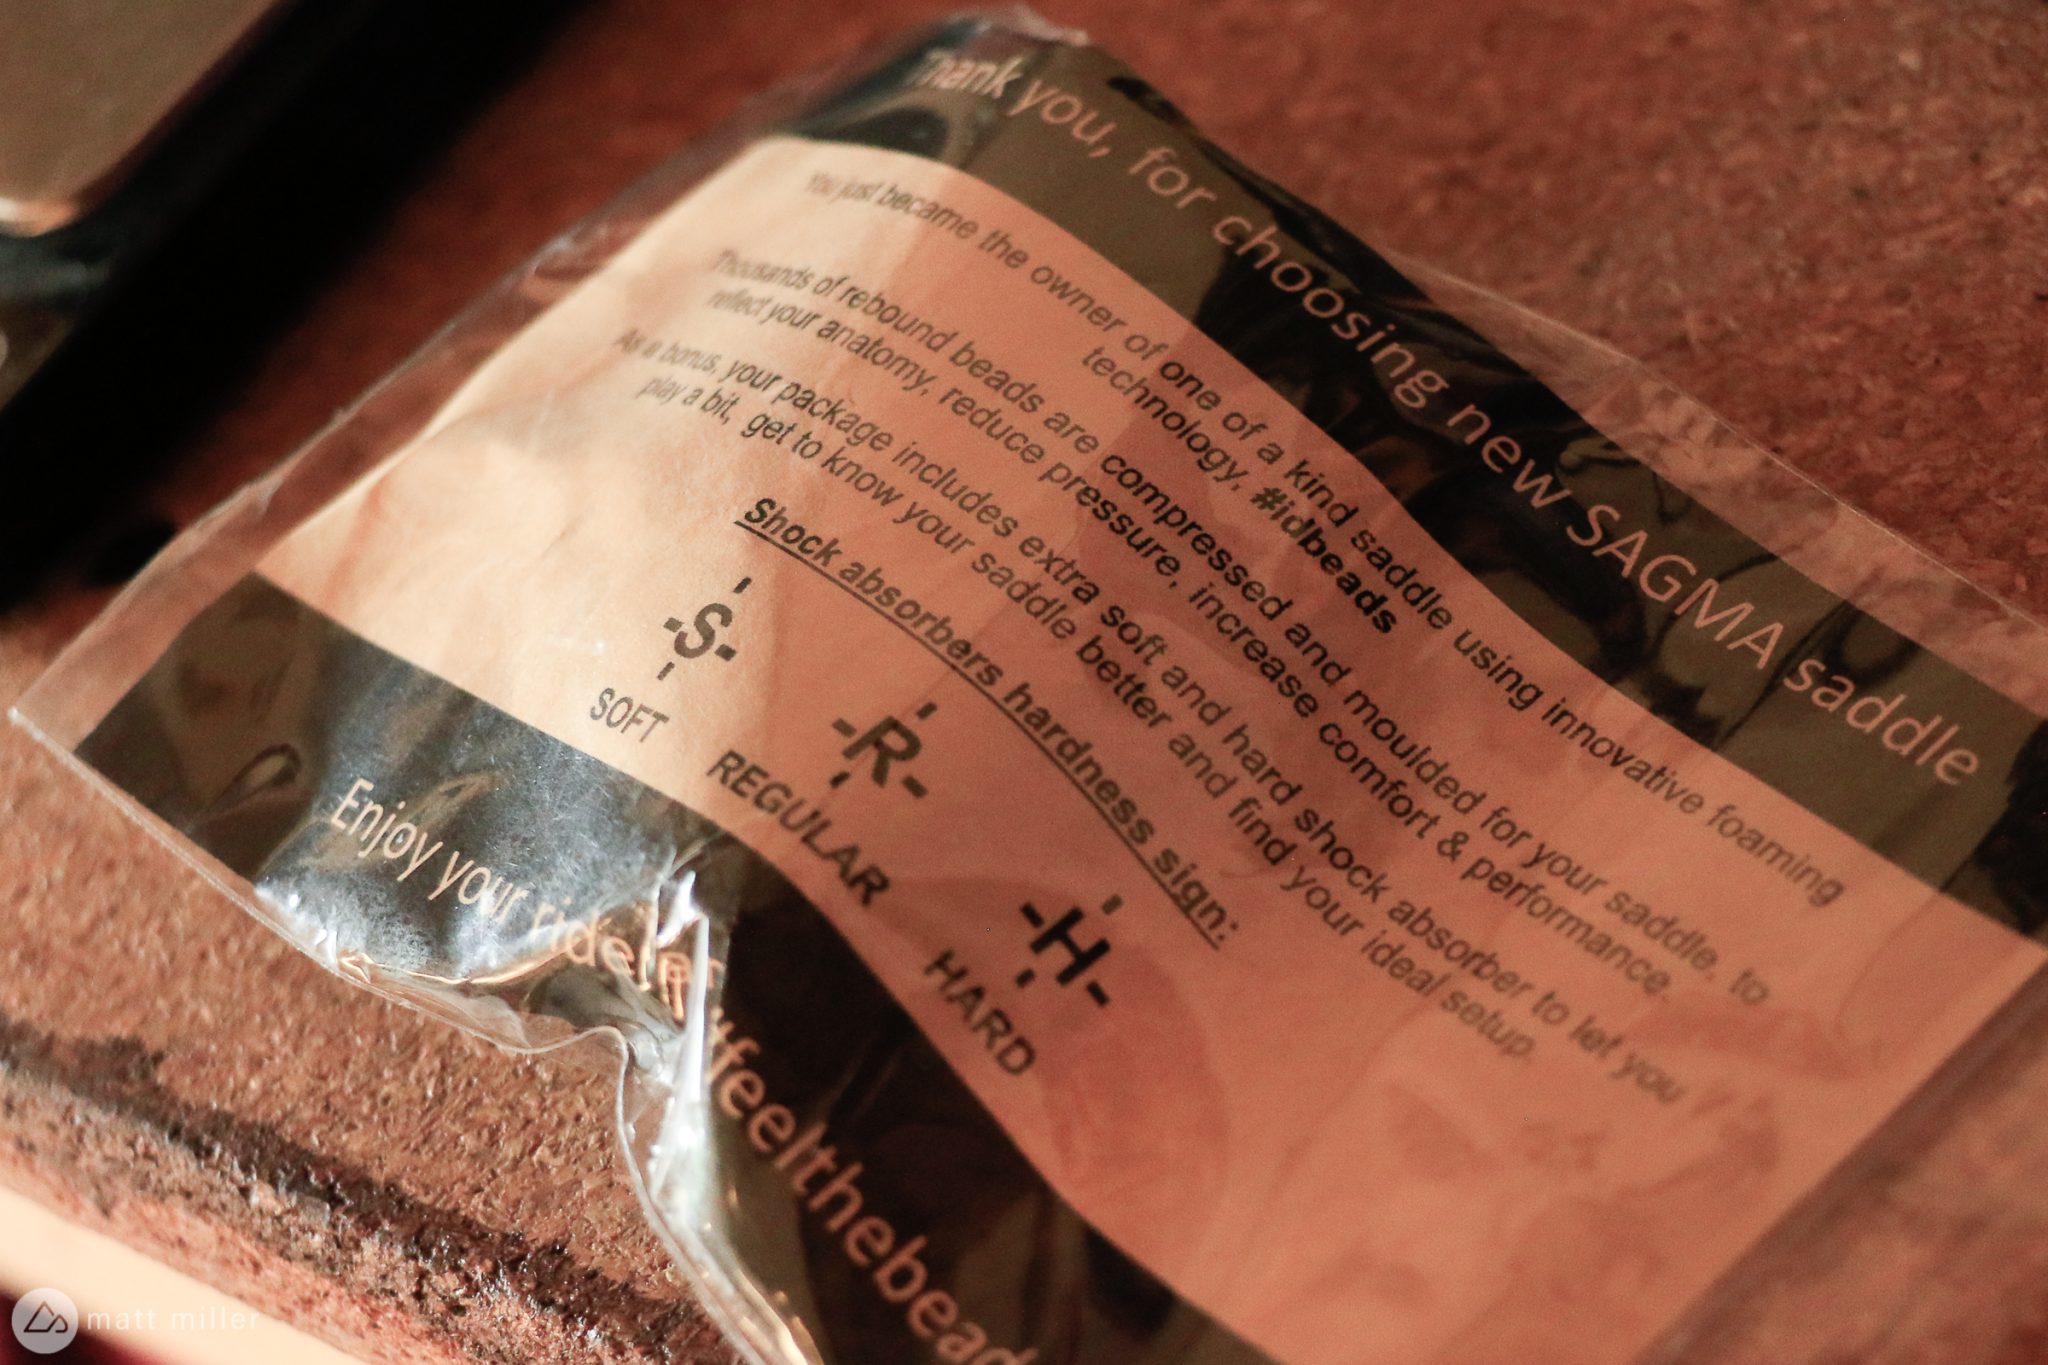 Thank you, for choosing new SAGMA saddle
You just became the owner of one of a kind saddle using innovative foaming
technology, #idbeads
Thousands of rebound beads are compressed and moulded for your saddle, to
reflect your anatomy, reduce pressure, increase comfort & performance.
As a bonus, your package includes extra soft and hard shock absorber to let you
play a bit, get to know your saddle better and find your ideal setup.
Shock absorbers hardness sign:
-S- -R- -H-
SOFT REGULAR HARD
Enjoy your ride #feelthebead
matt miller